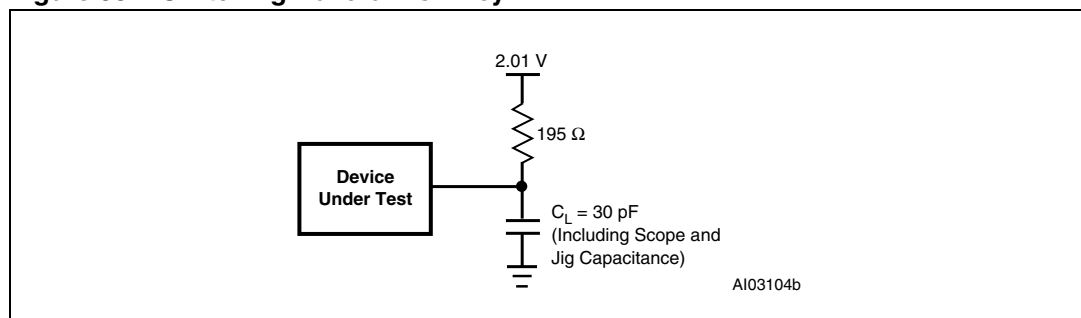 2.01 V
195 Ω
Device
Under Test
C_L = 30 pF
(Including Scope and
Jig Capacitance)
AI03104b